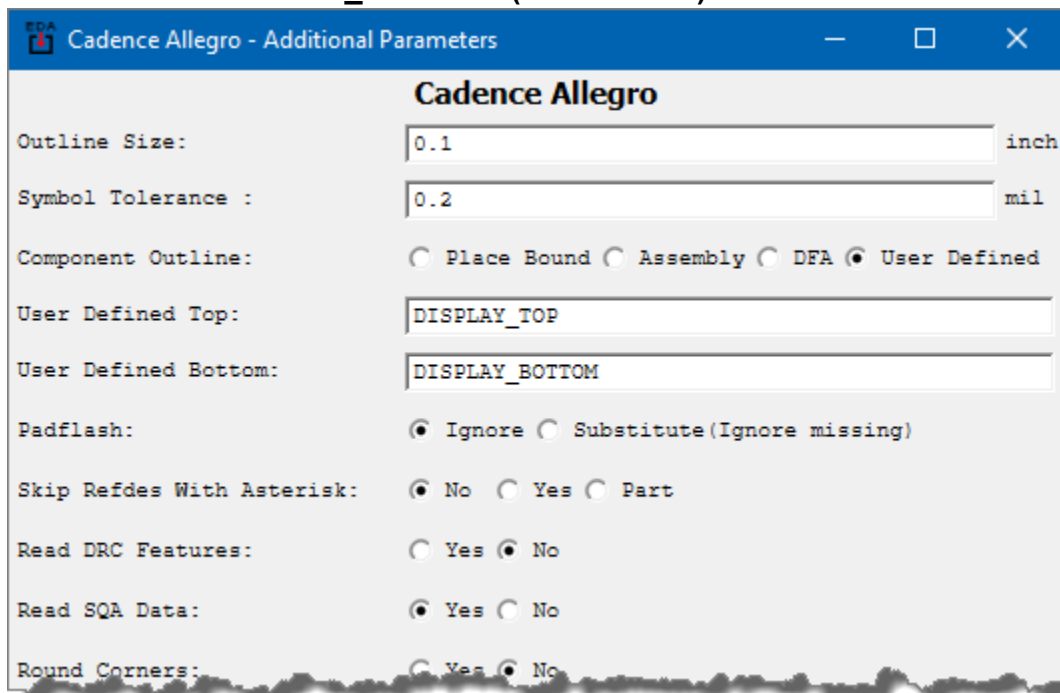 EDA Cadence Allegro - Additional Parameters
Cadence Allegro
Outline Size: 0.1 inch
Symbol Tolerance : 0.2 mil
Component Outline: Place Bound Assembly DFA User Defined
User Defined Top: DISPLAY_TOP
User Defined Bottom: DISPLAY_BOTTOM
Padflash: Ignore Substitute(Ignore missing)
Skip Refdes With Asterisk: No Yes Part
Read DRC Features: Yes No
Read SQA Data: Yes No
Round Corners: Yes No